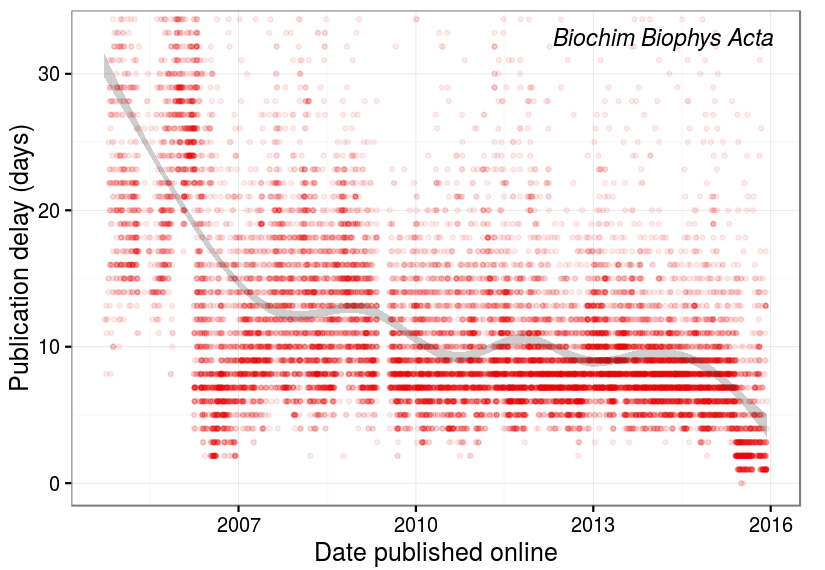 Biochim Biophys Acta
Publication delay (days)
30
20
10
0
2007 2010 2013 2016
Date published online